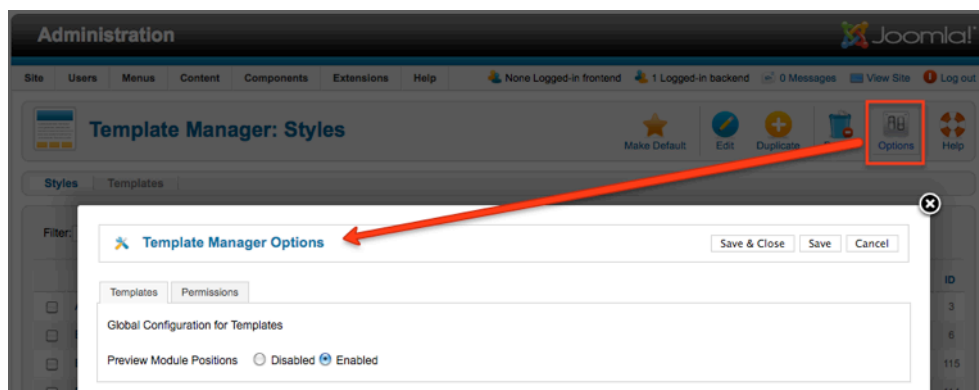 Administration
Joomla!
Site Users Menus Content Components Extensions Help None Logged-in frontend 1 Logged-in backend 0 Messages View Site Log out
Template Manager: Styles
Make Default Edit Duplicate Options Help
Styles Templates
Filter:
Template Manager Options
Save & Close Save Cancel
ID
Templates Permissions
3
Global Configuration for Templates
6
Preview Module Positions Disabled Enabled
115